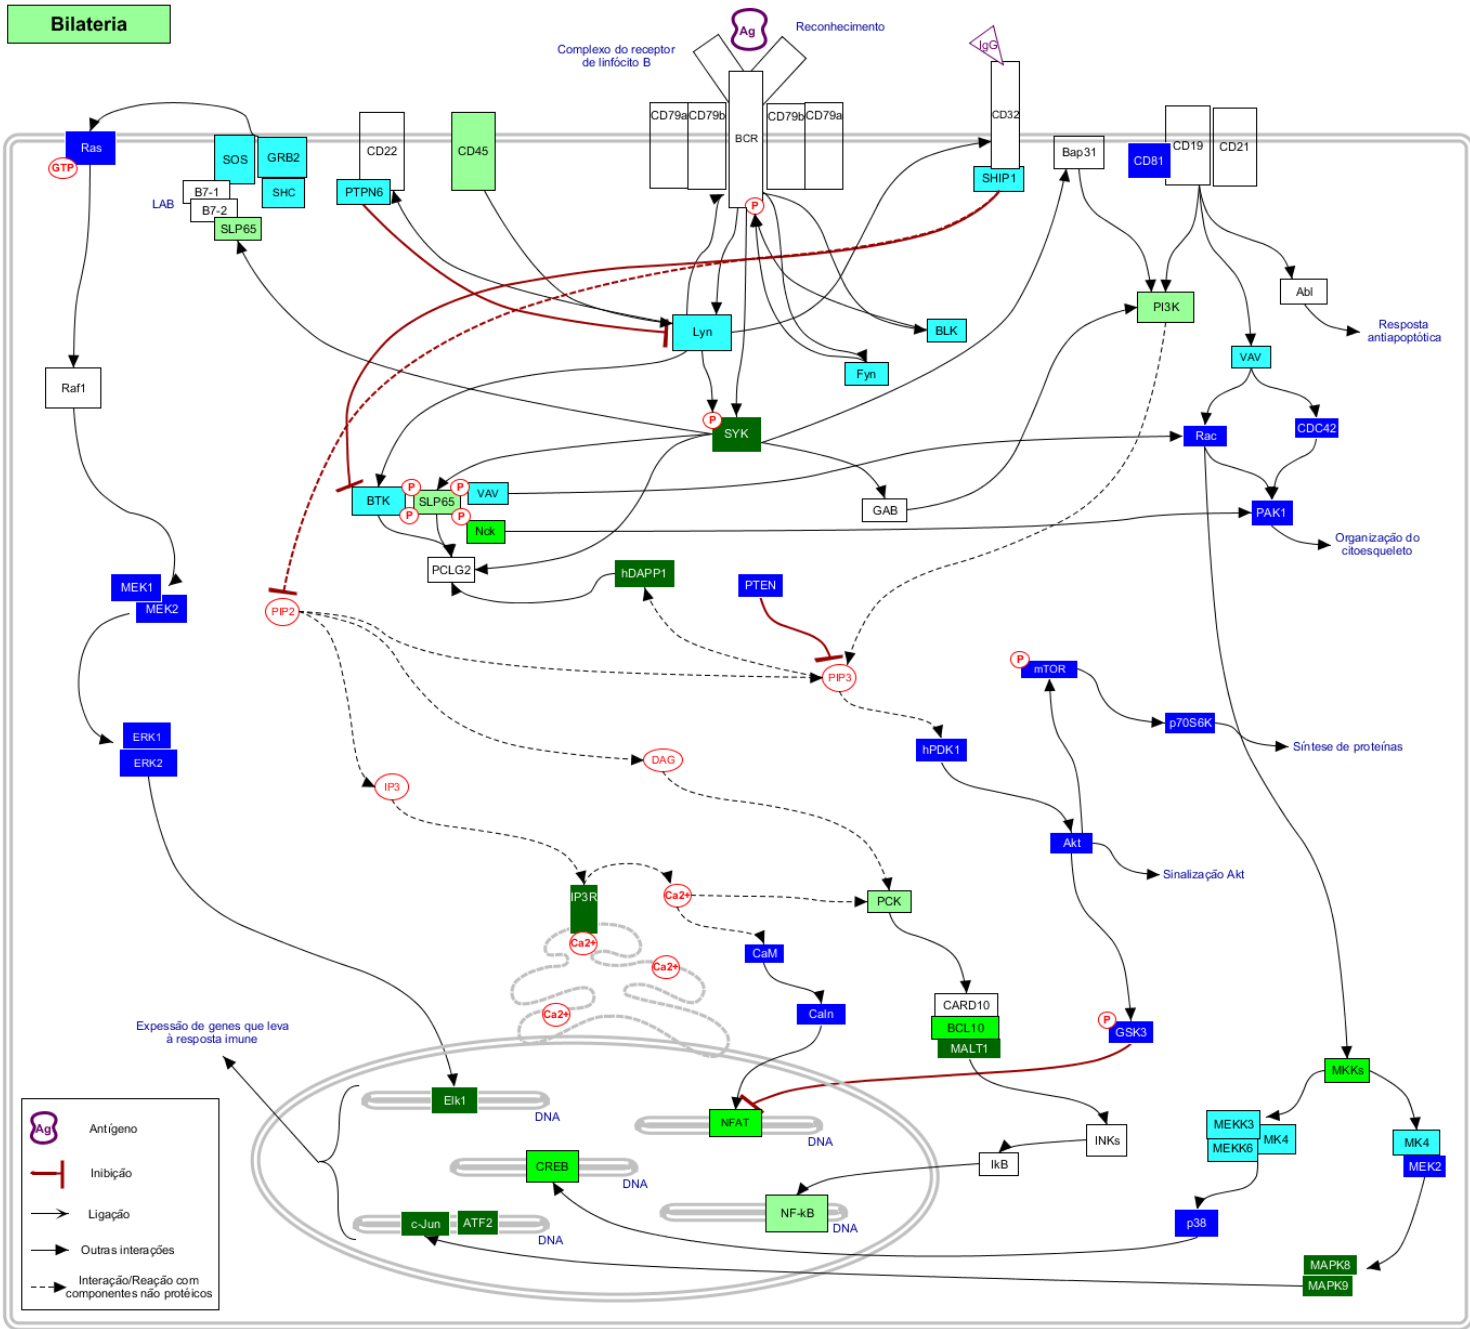 Bilateria
Ag
Reconhecimento
Complexo do receptor
de linfócito B
IgG
CD79a
CD79b
BCR
CD79b
CD79a
CD32
SHIP1
Bap31
CD81
CD19
CD21
Ras
GTP
SOS
GRB2
SHC
B7-1
B7-2
LAB
SLP65
CD22
PTPN6
CD45
P
PI3K
Abl
Resposta
antiapoptótica
Lyn
BLK
Fyn
VAV
Raf1
P
SYK
Rac
CDC42
BTK
P
SLP65
P
VAV
P
P
Nck
GAB
PAK1
Organização do
citoesqueleto
PCLG2
hDAPP1
PTEN
MEK1
MEK2
PIP2
PIP3
P
mTOR
p70S6K
Síntese de proteínas
ERK1
ERK2
hPDK1
DAG
IP3
Akt
Sinalização Akt
IP3R
Ca2+
PCK
Ca2+
CaM
Ca2+
Ca2+
Caln
CARD10
BCL10
MALT1
P
GSK3
Expessão de genes que leva
à resposta imune
MKKs
Elk1
DNA
NFAT
DNA
MEKK3
MEKK6
MK4
MK4
MEK2
INKs
IkB
CREB
DNA
NF-kB
DNA
p38
c-Jun
ATF2
DNA
MAPK8
MAPK9
Ag
Antígeno
Inibição
Ligação
Outras interações
Interação/Reação com
componentes não protéicos